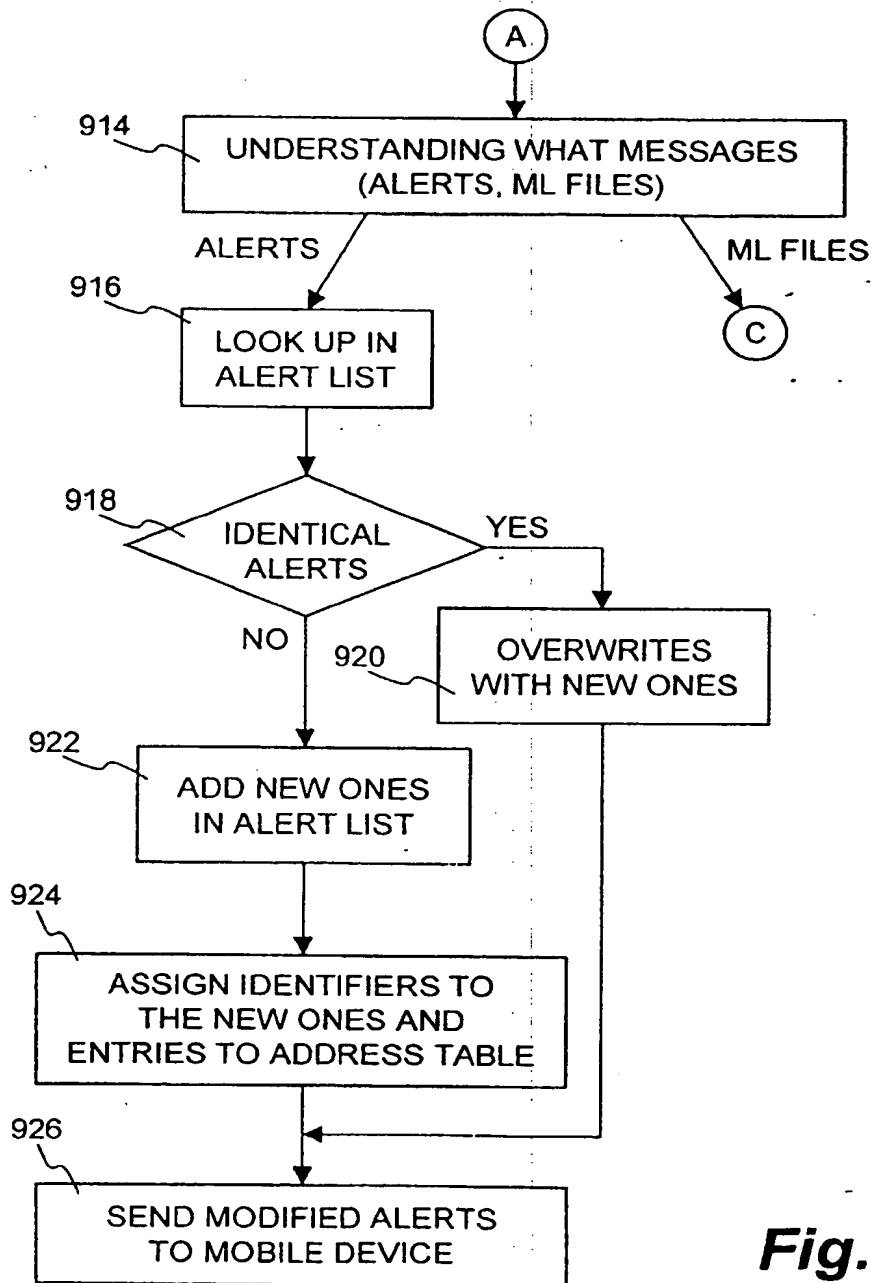 A
914
UNDERSTANDING WHAT MESSAGES
(ALERTS, ML FILES)
ALERTS
ML FILES
916
LOOK UP IN
ALERT LIST
C
918
IDENTICAL
ALERTS
YES
NO
920
OVERWRITES
WITH NEW ONES
922
ADD NEW ONES
IN ALERT LIST
924
ASSIGN IDENTIFIERS TO
THE NEW ONES AND
ENTRIES TO ADDRESS TABLE
926
SEND MODIFIED ALERTS
TO MOBILE DEVICE
Fig.